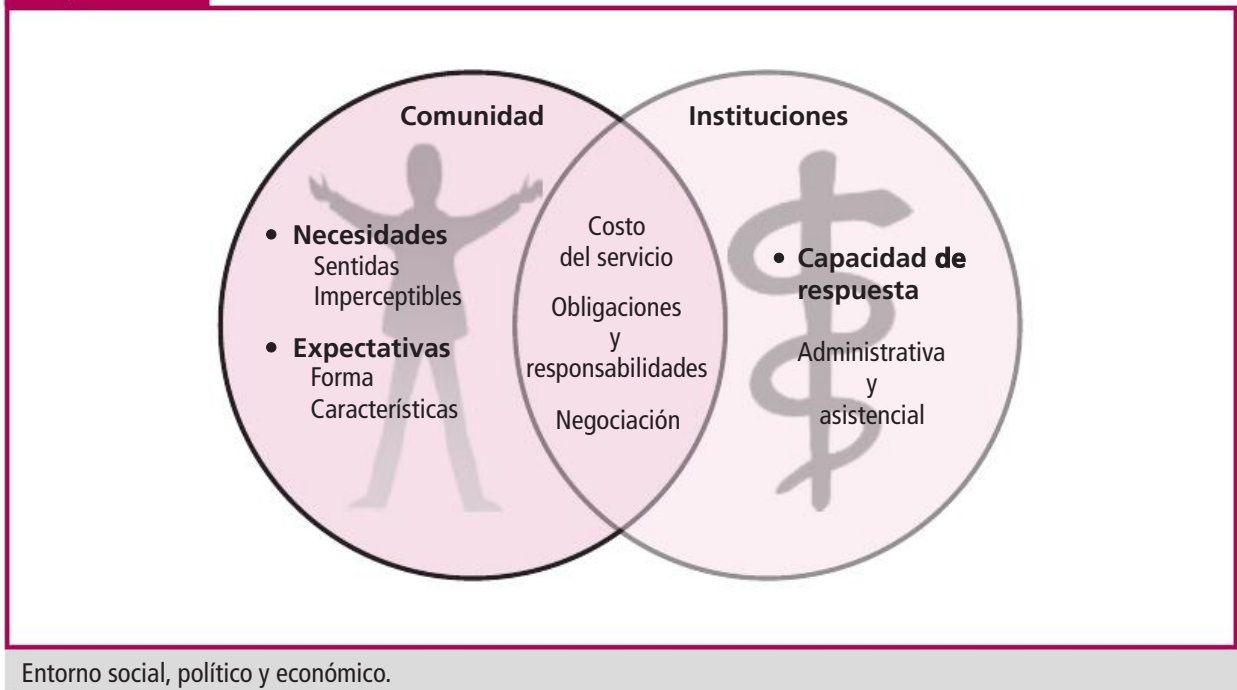 Comunidad
Instituciones
• Necesidades
Sentidas
Imperceptibles
• Expectativas
Forma
Características
Costo
del servicio
Obligaciones
y
responsabilidades
Negociación
• Capacidad de
respuesta
Administrativa
y
asistencial
Entorno social, político y económico.